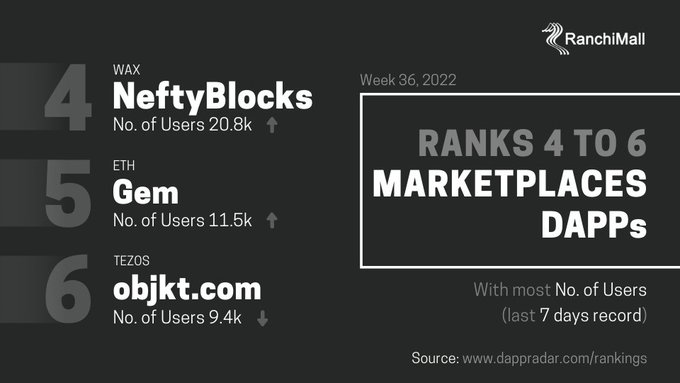 RanchiMall
4
WAX
NeftyBlocks
No. of Users 20.8k
5
ETH
Gem
No. of Users 11.5k
6
TEZOS
objkt.com
No. of Users 9.4k
Week 36, 2022
RANKS 4 TO 6
MARKETPLACES
DAPPs
With most No. of Users
(last 7 days record)
Source: www.dappradar.com/rankings